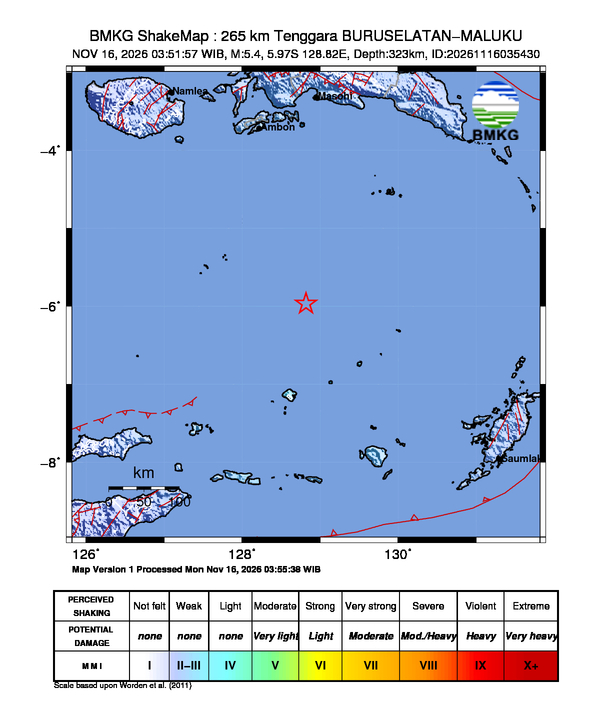 BMKG ShakeMap : 265 km Tenggara BURUSELATAN−MALUKU
NOV 16, 2026 03:51:57 WIB, M:5.4, 5.97S 128.82E, Depth:323km, ID:20261116035430
Namlea
Masohi
Ambon
BMKG
−4˚
−6˚
−8˚
Saumlaki
km
0 50 100
126˚ 128˚ 130˚
Map Version 1 Processed Mon Nov 16, 2026 03:55:38 WIB
PERCEIVED SHAKING Not felt Weak Light Moderate Strong Very strong Severe Violent Extreme
POTENTIAL DAMAGE none none none Very light Light Moderate Mod./Heavy Heavy Very heavy
MMI I II−III IV V VI VII VIII IX X+
Scale based upon Worden et al. (2011)